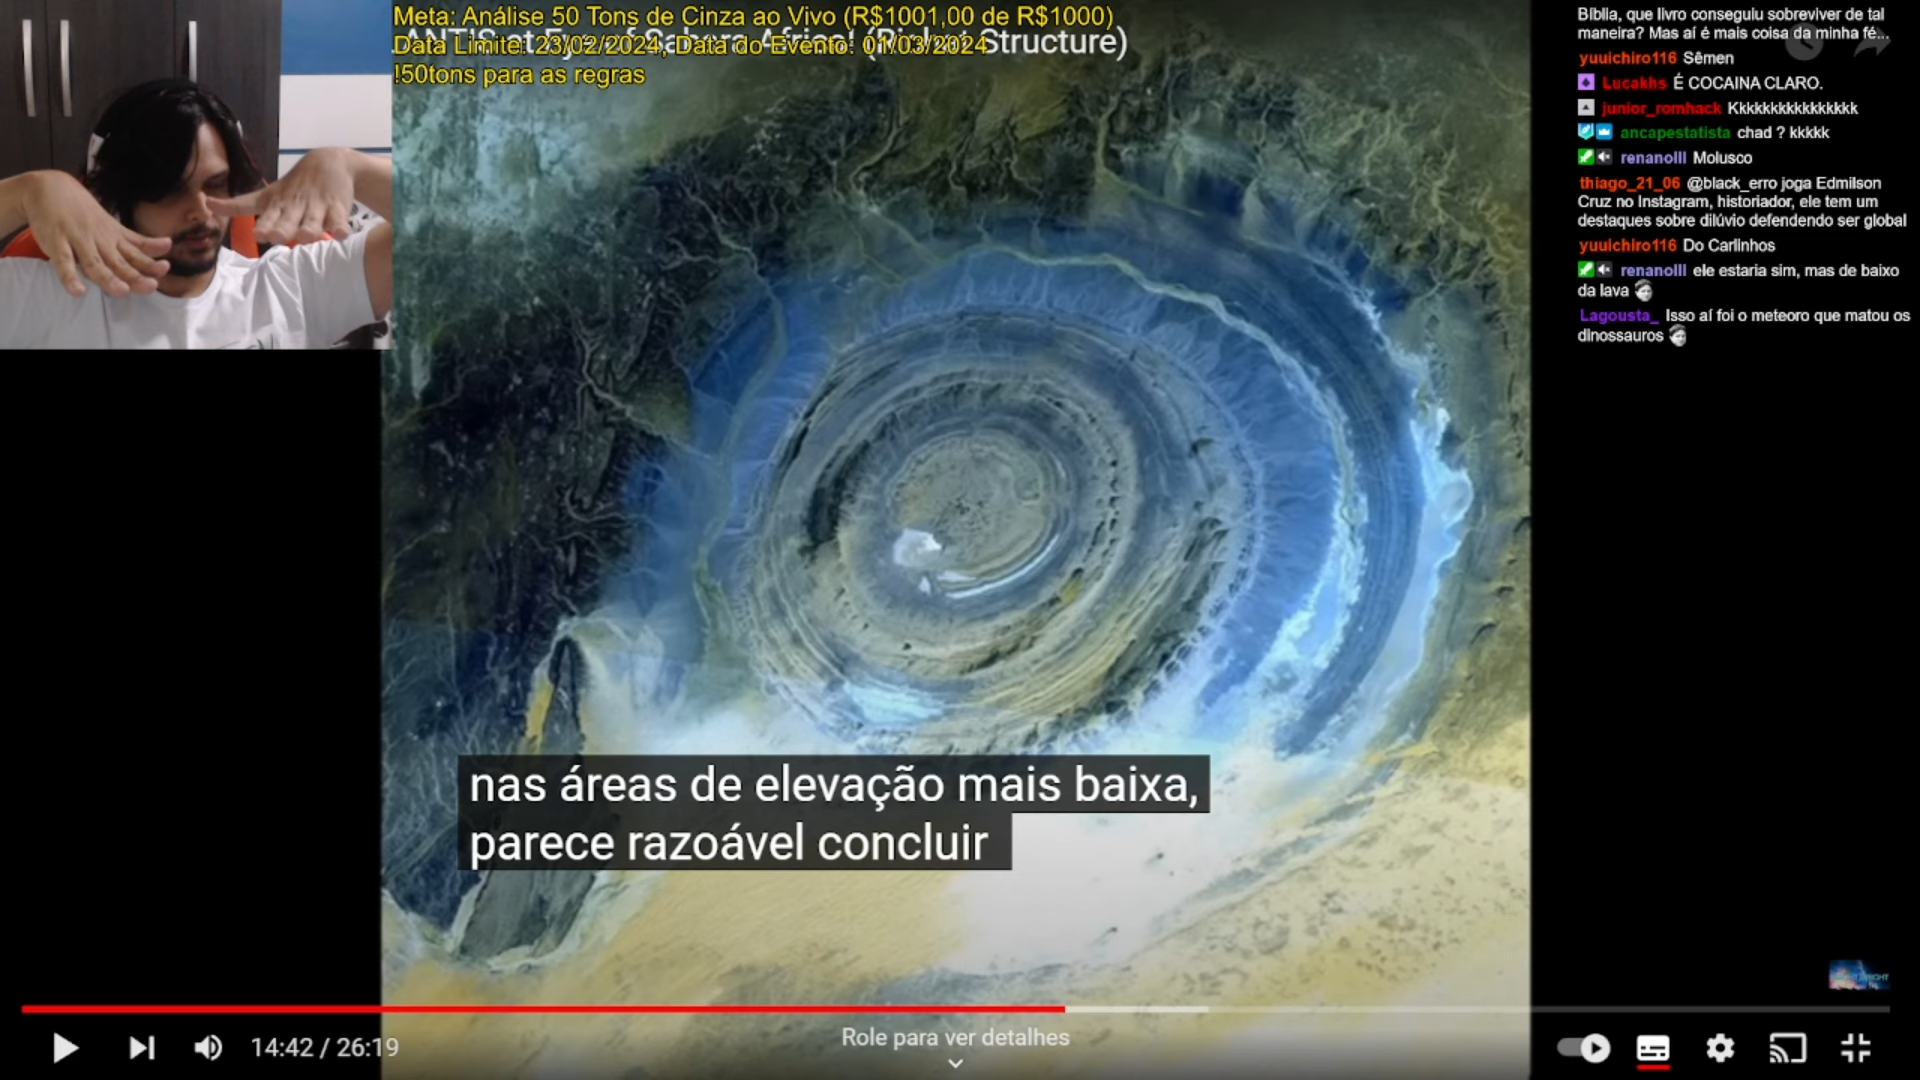 Meta: Análise 50 Tons de Cinza ao Vivo (R$1001,00 de R$1000)
Data Limite: 23/02/2024, Data do Evento: 01/03/2024
Structure)
!50tons para as regras
Bíblia, que livro conseguiu sobreviver de tal
maneira? Mas aí é mais coisa da minha fé...
yuuichiro116 Sêmen
Lucakhs É COCAINA CLARO.
junior_romhack Kkkkkkkkkkkkkkkk
ancapestatista chad ? kkkkk
renanolll Molusco
thiago_21_06 @black_erro joga Edmilson
Cruz no Instagram, historiador, ele tem um
destaques sobre dilúvio defendendo ser global
yuuichiro116 Do Carlinhos
renanolll ele estaria sim, mas de baixo
da lava
Lagousta_ Isso aí foi o meteoro que matou os
dinossauros
nas áreas de elevação mais baixa,
parece razoável concluir
14:42 / 26:19
Role para ver detalhes